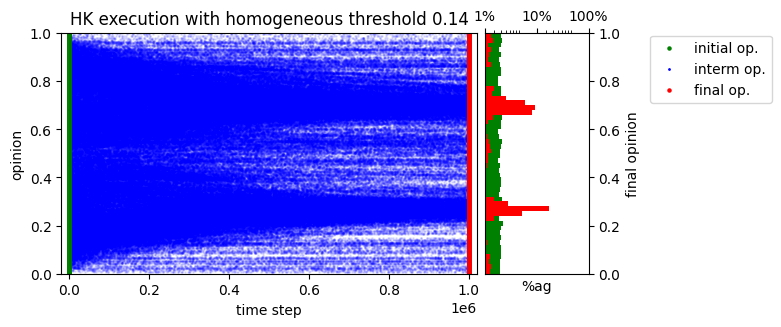 HK execution with homogeneous threshold 0.14
1% 10% 100%
1.0 1.0
0.8 0.8
0.6 0.6
0.4 0.4
0.2 0.2
0.0 0.0
opinion
final opinion
0.0 0.2 0.4 0.6 0.8 1.0
1e6
time step
%ag
initial op.
interm op.
final op.